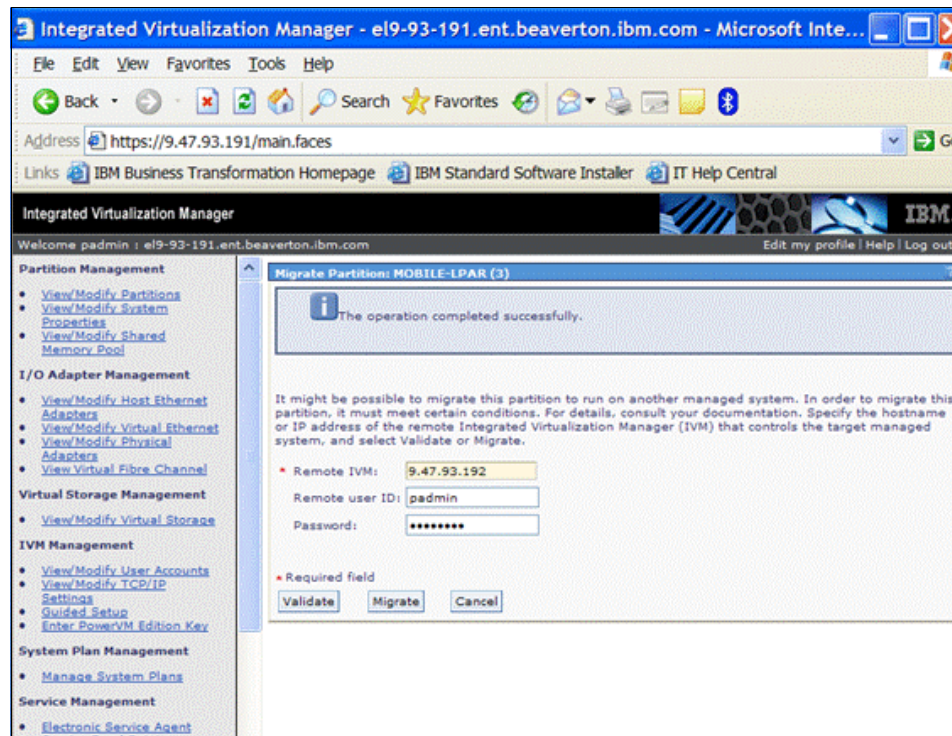 Integrated Virtualization Manager - el9-93-191.ent.beaverton.ibm.com - Microsoft Inte...
File Edit View Favorites Tools Help
Back Search Favorites
Address https://9.47.93.191/main.faces
Links IBM Business Transformation Homepage IBM Standard Software Installer IT Help Central
Integrated Virtualization Manager IBM
Welcome padmin : el9-93-191.ent.beaverton.ibm.com Edit my profile | Help | Log out
Partition Management
View/Modify Partitions
View/Modify System
Properties
View/Modify Shared
Memory Pool
I/O Adapter Management
View/Modify Host Ethernet
Adapters
View/Modify Virtual Ethernet
View/Modify Physical
Adapters
View Virtual Fibre Channel
Virtual Storage Management
View/Modify Virtual Storage
IVM Management
View/Modify User Accounts
View/Modify TCP/IP
Settings
Guided Setup
Enter PowerVM Edition Key
System Plan Management
Manage System Plans
Service Management
Electronic Service Agent
Migrate Partition: MOBILE-LPAR (3)
The operation completed successfully.
It might be possible to migrate this partition to run on another managed system. In order to migrate this
partition, it must meet certain conditions. For details, consult your documentation. Specify the hostname
or IP address of the remote Integrated Virtualization Manager (IVM) that controls the target managed
system, and select Validate or Migrate.
* Remote IVM: 9.47.93.192
Remote user ID: padmin
Password: ••••••••
* Required field
Validate Migrate Cancel